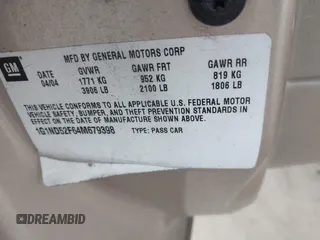 GM
MFD BY GENERAL MOTORS CORP
DATE GVWR GAWR FRT GAWR RR
04/04 1771 KG 952 KG 819 KG
3906 LB 2100 LB 1806 LB
THIS VEHICLE CONFORMS TO ALL APPLICABLE U.S. FEDERAL MOTOR
VEHICLE SAFETY, BUMPER, AND THEFT PREVENTION STANDARDS IN
EFFECT ON THE DATE OF MANUFACTURE SHOWN ABOVE.
1G1ND52F64M679398 TYPE: PASS CAR
DREAMBID